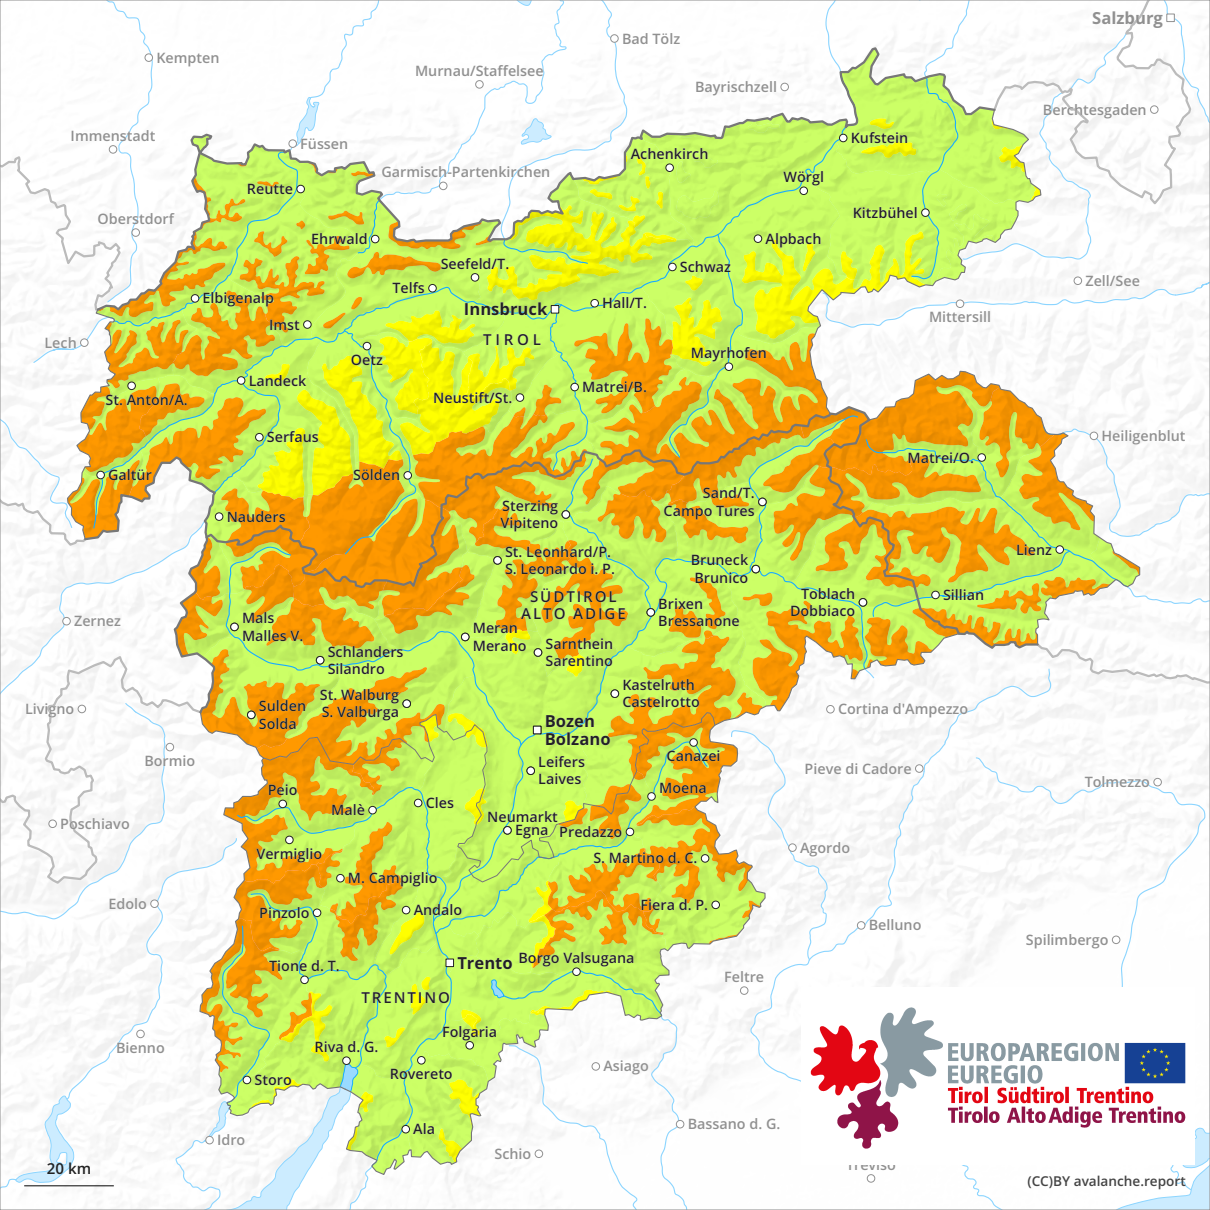 Salzburg
Bad Tölz
Kempten
Murnau/Staffelsee
Bayrischzell
Berchtesgaden
Immenstadt
Füssen
Kufstein
Achenkirch
Garmisch-Partenkirchen
Wörgl
Reutte
Oberstdorf
Kitzbühel
Ehrwald
Alpbach
Seefeld/T.
Schwaz
Zell/See
Telfs
Elbigenalp
Hall/T.
Innsbruck
Mittersill
Imst
TIROL
Lech
Oetz
Mayrhofen
Landeck
Matrei/B.
St. Anton/A.
Neustift/St.
Serfaus
Heiligenblut
Matrei/O.
Galtür
Sölden
Sand/T.
Campo Tures
Sterzing
Vipiteno
Nauders
Lienz
St. Leonhard/P.
S. Leonardo i. P.
Bruneck
Brunico
SÜDTIROL
ALTO ADIGE
Toblach
Dobbiaco
Sillian
Brixen
Bressanone
Zernez
Mals
Malles V.
Meran
Merano
Sarnthein
Sarentino
Schlanders
Silandro
Kastelruth
Castelrotto
St. Walburg
S. Valburga
Livigno
Sulden
Solda
Cortina d'Ampezzo
Bozen
Bolzano
Bormio
Canazei
Leifers
Laives
Pieve di Cadore
Tolmezzo
Peio
Moena
Malè
Cles
Neumarkt
Egna
Predazzo
Poschiavo
Vermiglio
S. Martino d. C.
Agordo
M. Campiglio
Edolo
Pinzolo
Andalo
Fiera d. P.
Belluno
Spilimbergo
Trento
Borgo Valsugana
Tione d. T.
Feltre
TRENTINO
Folgaria
Bienno
Riva d. G.
Rovereto
Asiago
Storo
EUROPAREGION
EUREGIO
Tirol Südtirol Trentino
Tirolo Alto Adige Trentino
Ala
Bassano d. G.
Idro
Schio
Treviso
20 km
(CC)BY avalanche.report